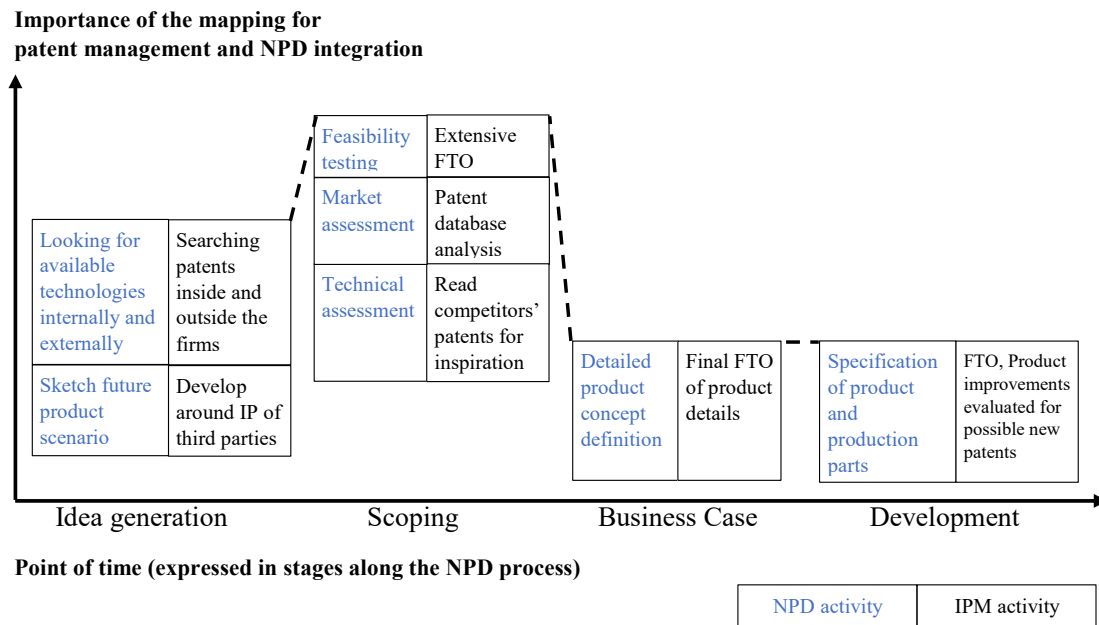 Importance of the mapping for
patent management and NPD integration
Looking for
available
technologies
internally and
externally
Searching
patents
inside and
outside the
firms
Sketch future
product
scenario
Develop
around IP of
third parties
Feasibility
testing
Extensive
FTO
Market
assessment
Patent
database
analysis
Technical
assessment
Read
competitors’
patents for
inspiration
Detailed
product
concept
definition
Final FTO
of product
details
Specification
of product
and
production
parts
FTO, Product
improvements
evaluated for
possible new
patents
Idea generation
Scoping
Business Case
Development
Point of time (expressed in stages along the NPD process)
NPD activity
IPM activity